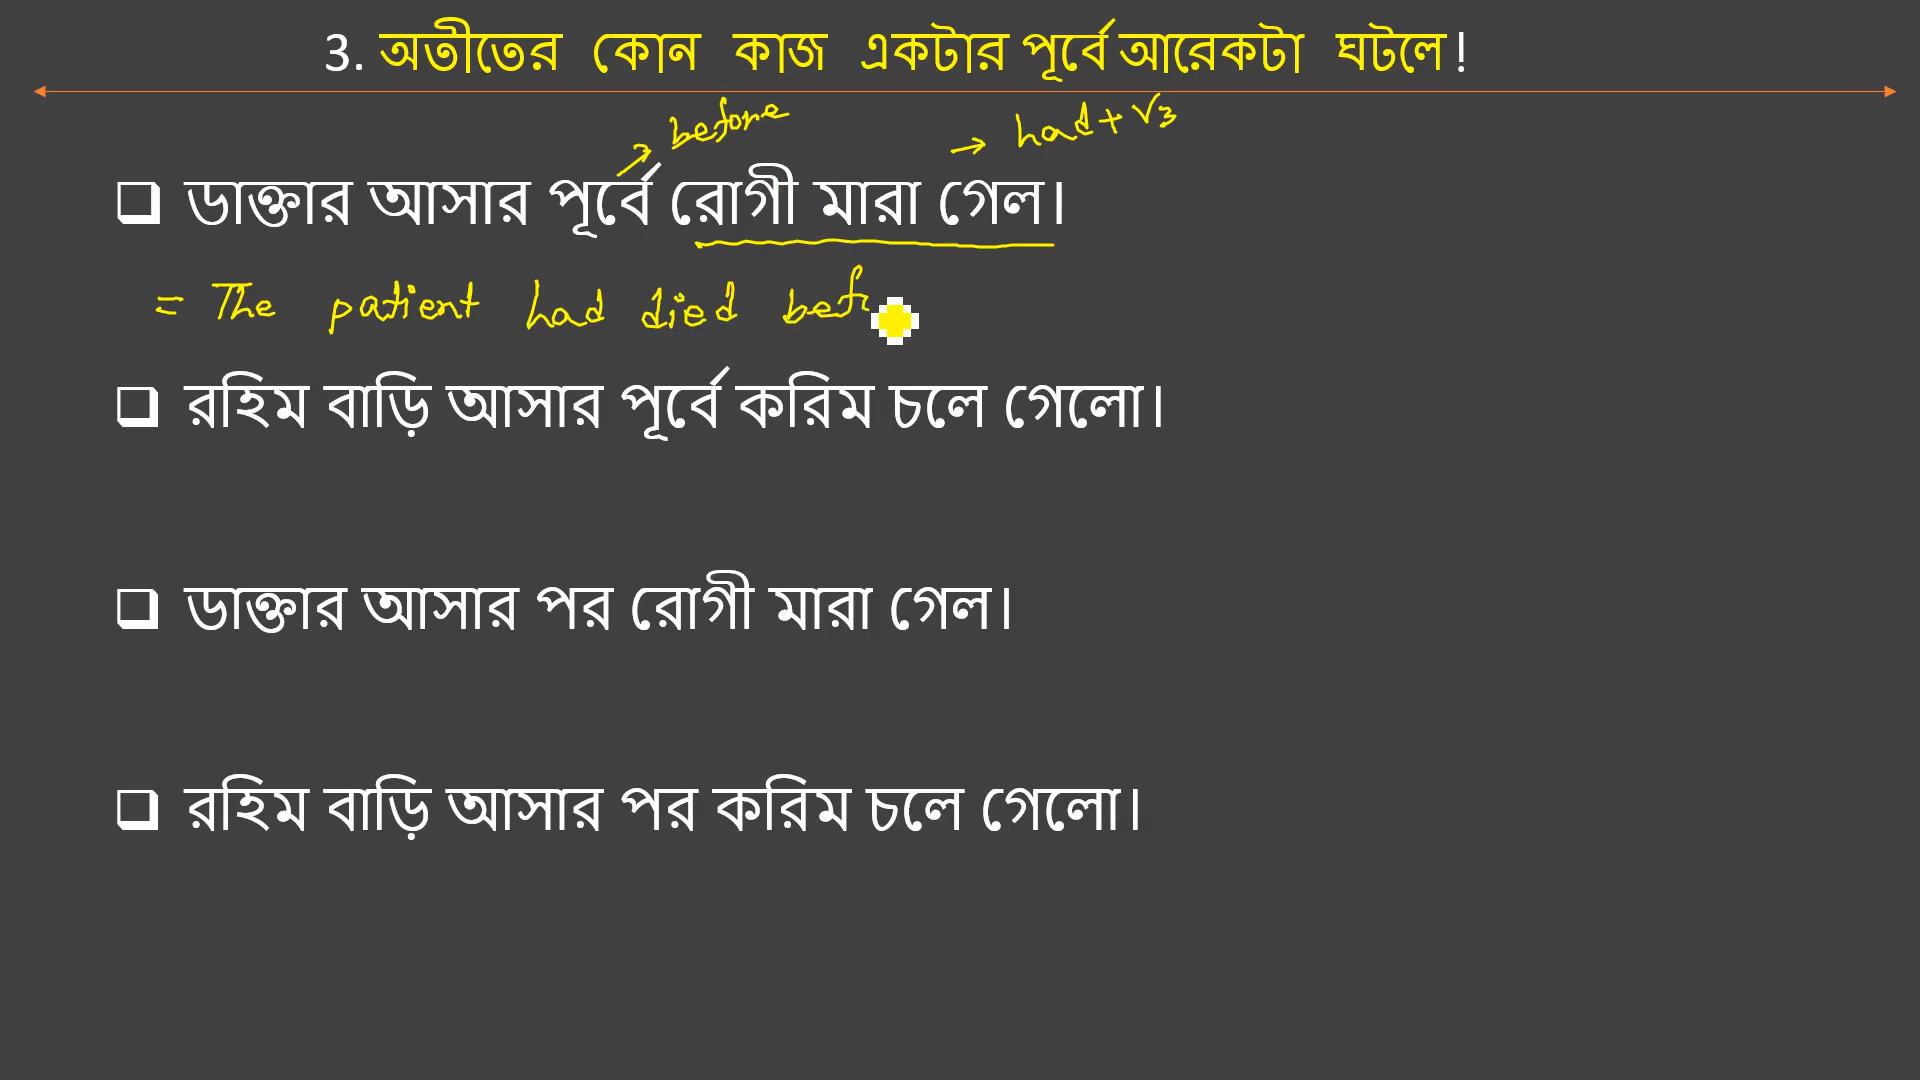 3. অতীতের কোন কাজ একটার পূর্বে আরেকটা ঘটলে!
→ before → had+V3
❑ ডাক্তার আসার পূর্বে রোগী মারা গেল।
= The patient had died bef
❑ রহিম বাড়ি আসার পূর্বে করিম চলে গেলো।
❑ ডাক্তার আসার পর রোগী মারা গেল।
❑ রহিম বাড়ি আসার পর করিম চলে গেলো।